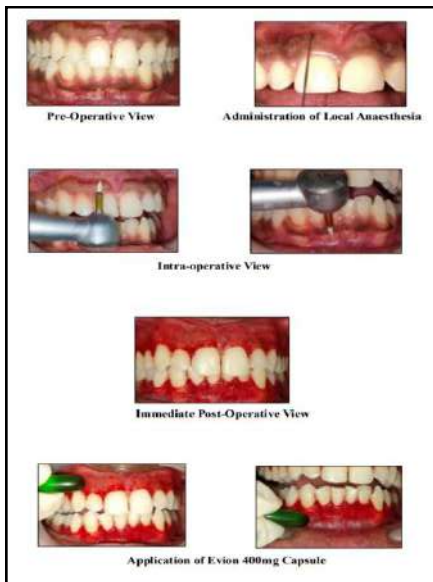 Pre-Operative View
Administration of Local Anaesthesia
Intra-operative View
Immediate Post-Operative View
Application of Evion 400mg Capsule